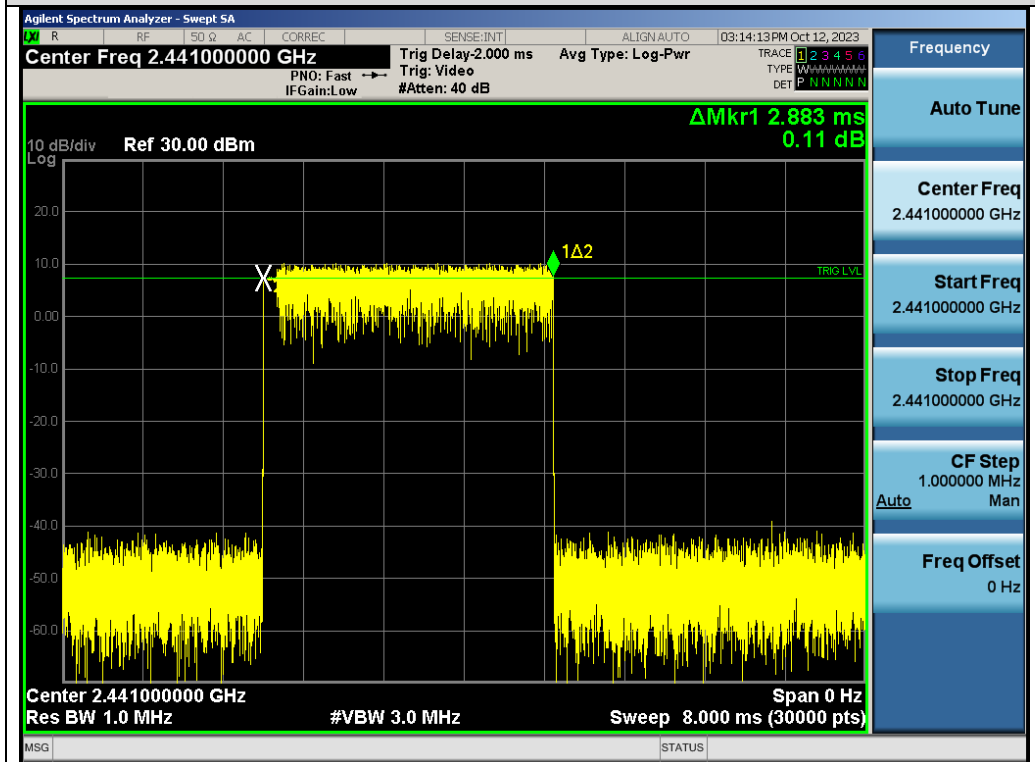 Agilent Spectrum Analyzer - Swept SA
LXI R RF 50 Ω AC CORREC SENSE:INT ALIGN AUTO 03:14:13 PM Oct 12, 2023
Center Freq 2.441000000 GHz
PNO: Fast
IFGain:Low
Trig Delay-2.000 ms
Trig: Video
#Atten: 40 dB
Avg Type: Log-Pwr
TRACE 1 2 3 4 5 6
TYPE WWWWWW
DET P N N N N N
ΔMkr1 2.883 ms
0.11 dB
10 dB/div Ref 30.00 dBm
Log
20.0
10.0
0.00
-10.0
-20.0
-30.0
-40.0
-50.0
-60.0
1Δ2
TRIG LVL
Center 2.441000000 GHz Span 0 Hz
Res BW 1.0 MHz #VBW 3.0 MHz Sweep 8.000 ms (30000 pts)
MSG STATUS
Frequency
Auto Tune
Center Freq
2.441000000 GHz
Start Freq
2.441000000 GHz
Stop Freq
2.441000000 GHz
CF Step
1.000000 MHz
Auto Man
Freq Offset
0 Hz